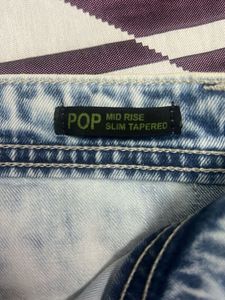 POP MID RISE
SLIM TAPERED